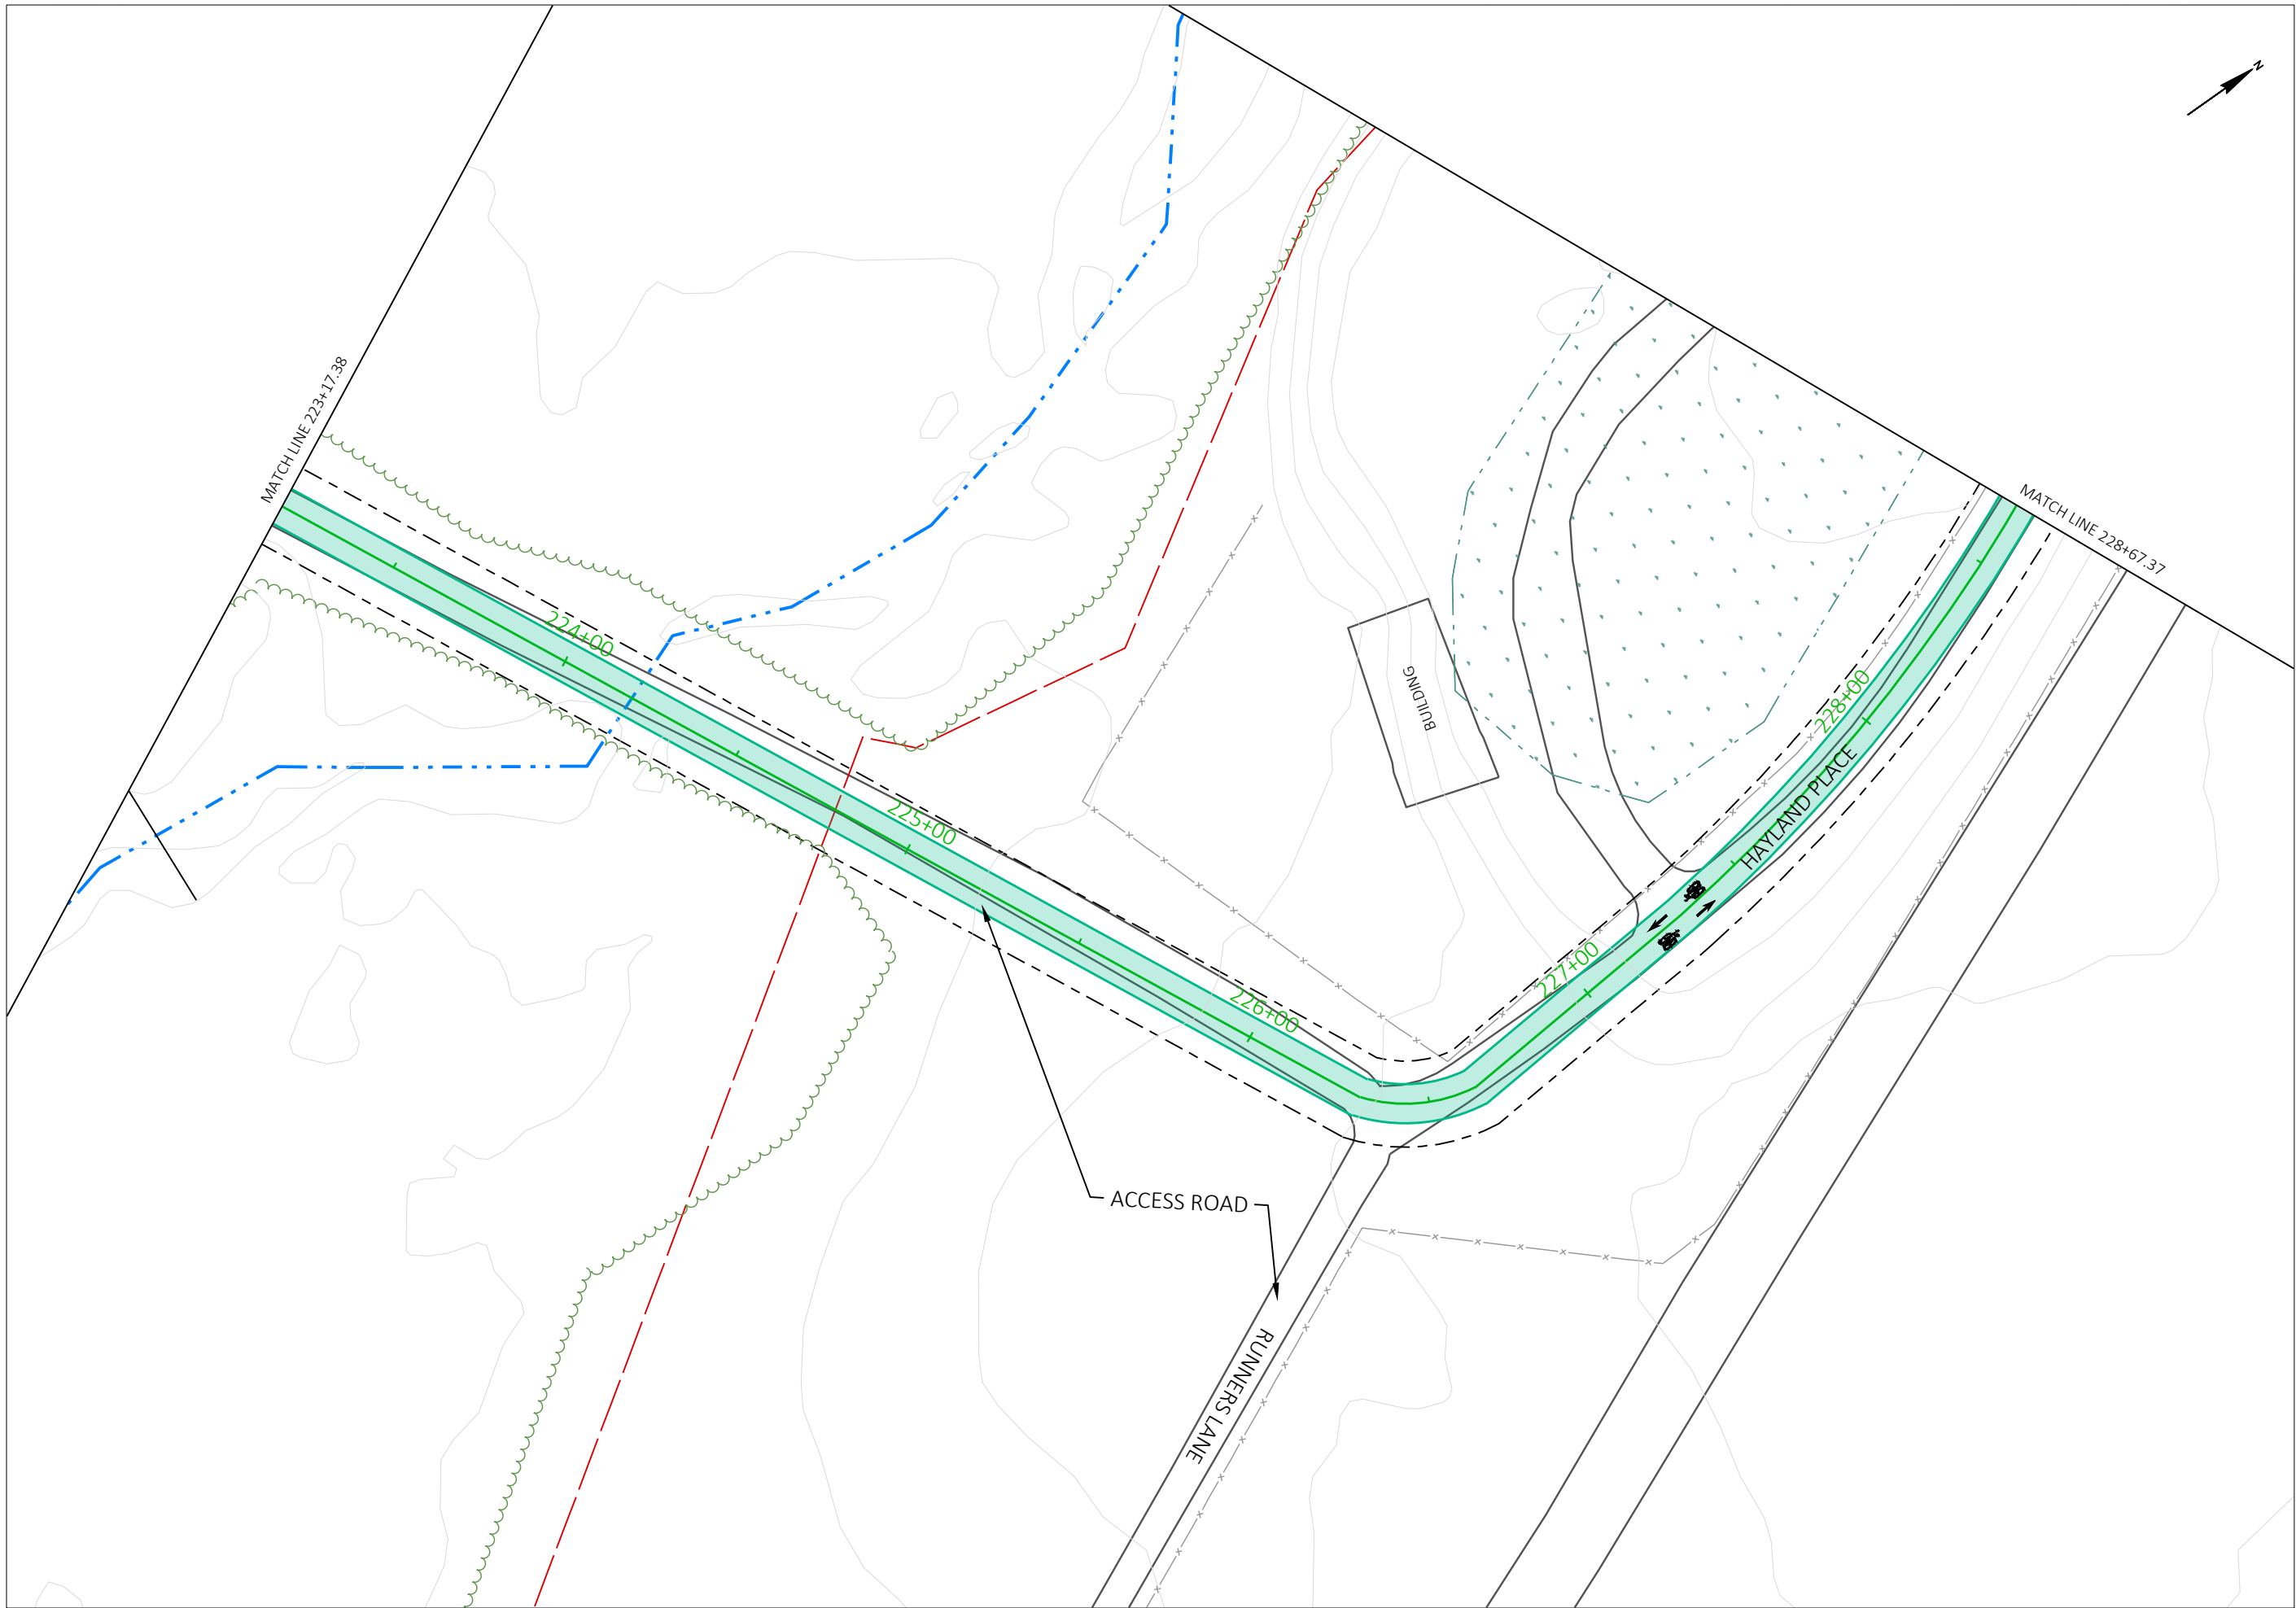 N
MATCH LINE 223+17.38
224+00
225+00
226+00
227+00
228+00
MATCH LINE 228+67.37
BUILDING
HAYLAND PLACE
ACCESS ROAD
RUNNERS LANE